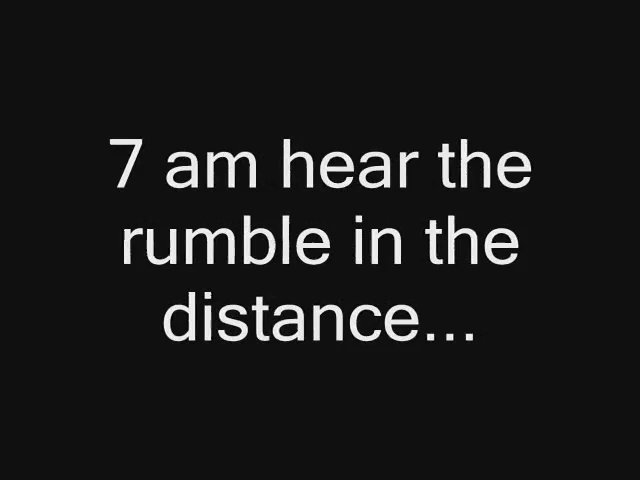 7 am hear the
rumble in the
distance...